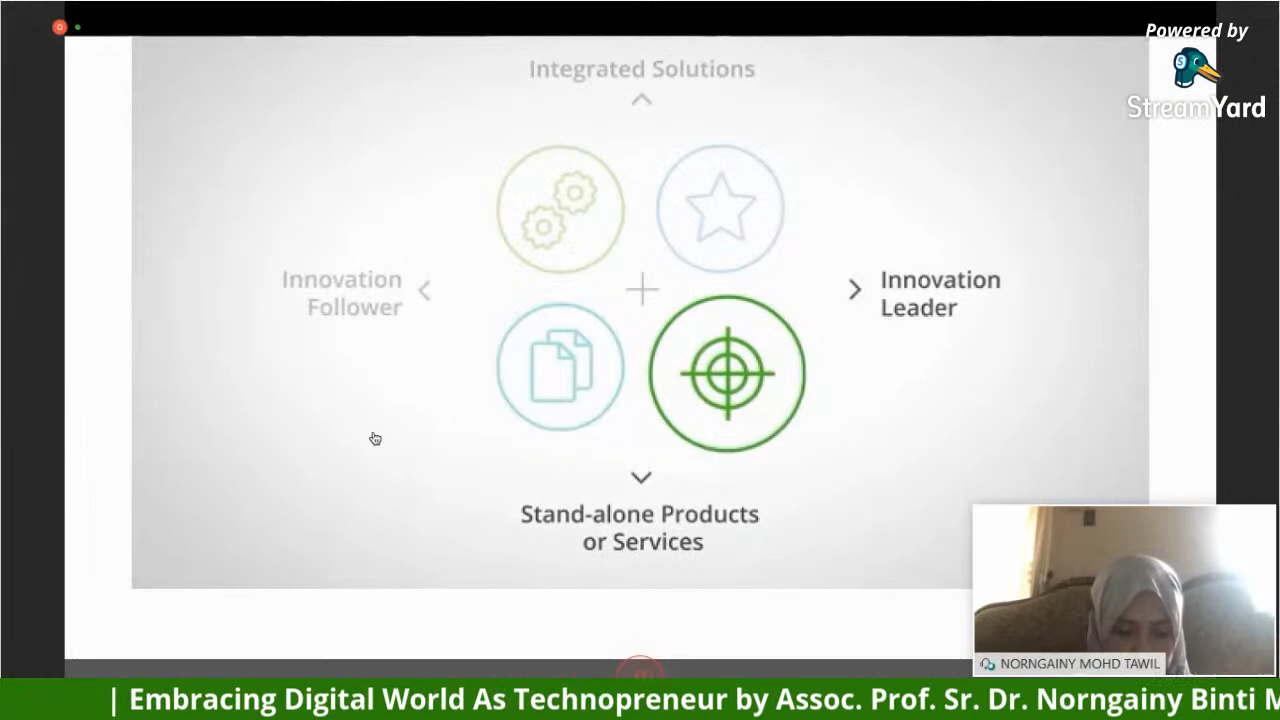 Powered by
StreamYard
Integrated Solutions
Innovation
Follower
Innovation
Leader
Stand-alone Products
or Services
NORNGAINY MOHD TAWIL
| Embracing Digital World As Technopreneur by Assoc. Prof. Sr. Dr. Norngainy Binti M